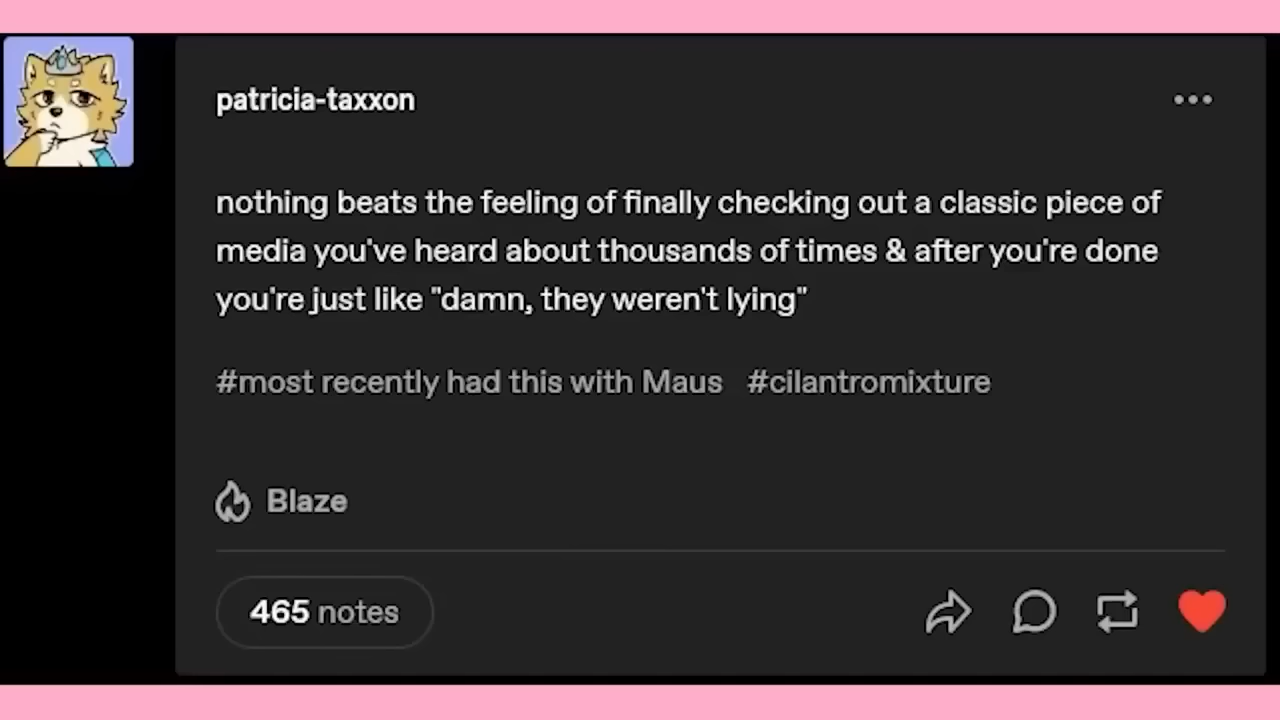 patricia-taxxon
nothing beats the feeling of finally checking out a classic piece of
media you've heard about thousands of times & after you're done
you're just like "damn, they weren't lying"
#most recently had this with Maus #cilantromixture
Blaze
465 notes